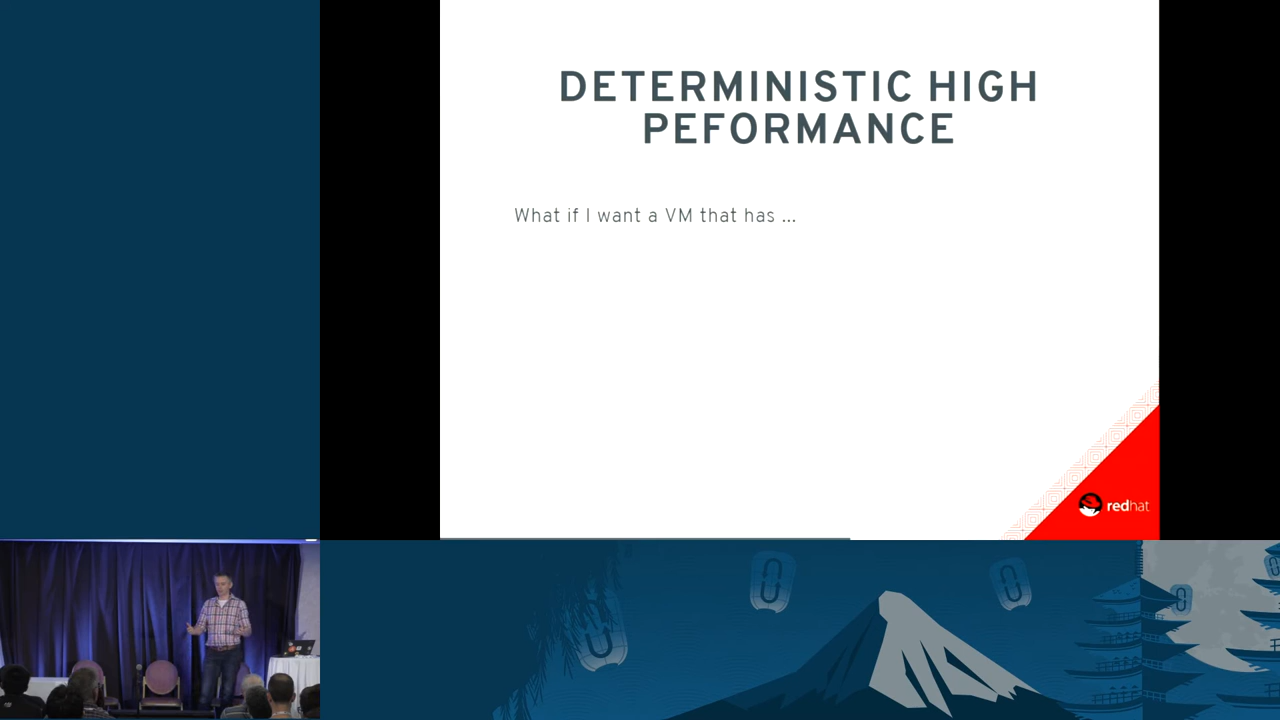 DETERMINISTIC HIGH
PEFORMANCE
What if I want a VM that has ...
redhat